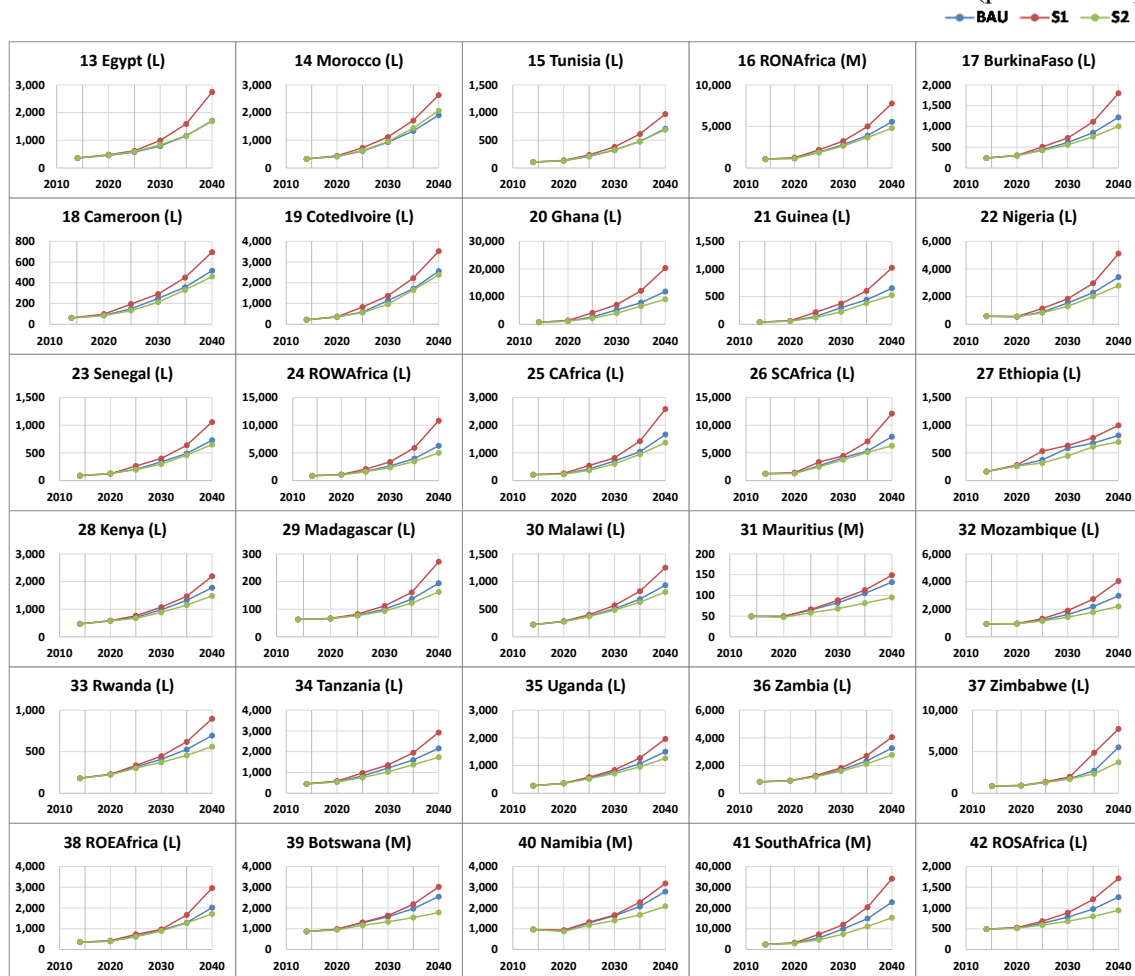 BAU S1 S2
13 Egypt (L)
3,000
2,000
1,000
0
2010 2020 2030 2040
14 Morocco (L)
3,000
2,000
1,000
0
2010 2020 2030 2040
15 Tunisia (L)
1,500
1,000
500
0
2010 2020 2030 2040
16 RONAfrica (M)
10,000
5,000
0
2010 2020 2030 2040
17 BurkinaFaso (L)
2,000
1,500
1,000
500
0
2010 2020 2030 2040
18 Cameroon (L)
800
600
400
200
0
2010 2020 2030 2040
19 CotedIvoire (L)
4,000
3,000
2,000
1,000
0
2010 2020 2030 2040
20 Ghana (L)
30,000
20,000
10,000
0
2010 2020 2030 2040
21 Guinea (L)
1,500
1,000
500
0
2010 2020 2030 2040
22 Nigeria (L)
6,000
4,000
2,000
0
2010 2020 2030 2040
23 Senegal (L)
1,500
1,000
500
0
2010 2020 2030 2040
24 ROWAfrica (L)
15,000
10,000
5,000
0
2010 2020 2030 2040
25 CAfrica (L)
3,000
2,000
1,000
0
2010 2020 2030 2040
26 SCAfrica (L)
15,000
10,000
5,000
0
2010 2020 2030 2040
27 Ethiopia (L)
1,500
1,000
500
0
2010 2020 2030 2040
28 Kenya (L)
3,000
2,000
1,000
0
2010 2020 2030 2040
29 Madagascar (L)
300
200
100
0
2010 2020 2030 2040
30 Malawi (L)
1,500
1,000
500
0
2010 2020 2030 2040
31 Mauritius (M)
200
150
100
50
0
2010 2020 2030 2040
32 Mozambique (L)
6,000
4,000
2,000
0
2010 2020 2030 2040
33 Rwanda (L)
1,000
500
0
2010 2020 2030 2040
34 Tanzania (L)
4,000
3,000
2,000
1,000
0
2010 2020 2030 2040
35 Uganda (L)
3,000
2,000
1,000
0
2010 2020 2030 2040
36 Zambia (L)
6,000
4,000
2,000
0
2010 2020 2030 2040
37 Zimbabwe (L)
10,000
5,000
0
2010 2020 2030 2040
38 ROEAfrica (L)
4,000
3,000
2,000
1,000
0
2010 2020 2030 2040
39 Botswana (M)
4,000
3,000
2,000
1,000
0
2010 2020 2030 2040
40 Namibia (M)
4,000
3,000
2,000
1,000
0
2010 2020 2030 2040
41 SouthAfrica (M)
40,000
30,000
20,000
10,000
0
2010 2020 2030 2040
42 ROSAfrica (L)
2,000
1,500
1,000
500
0
2010 2020 2030 2040